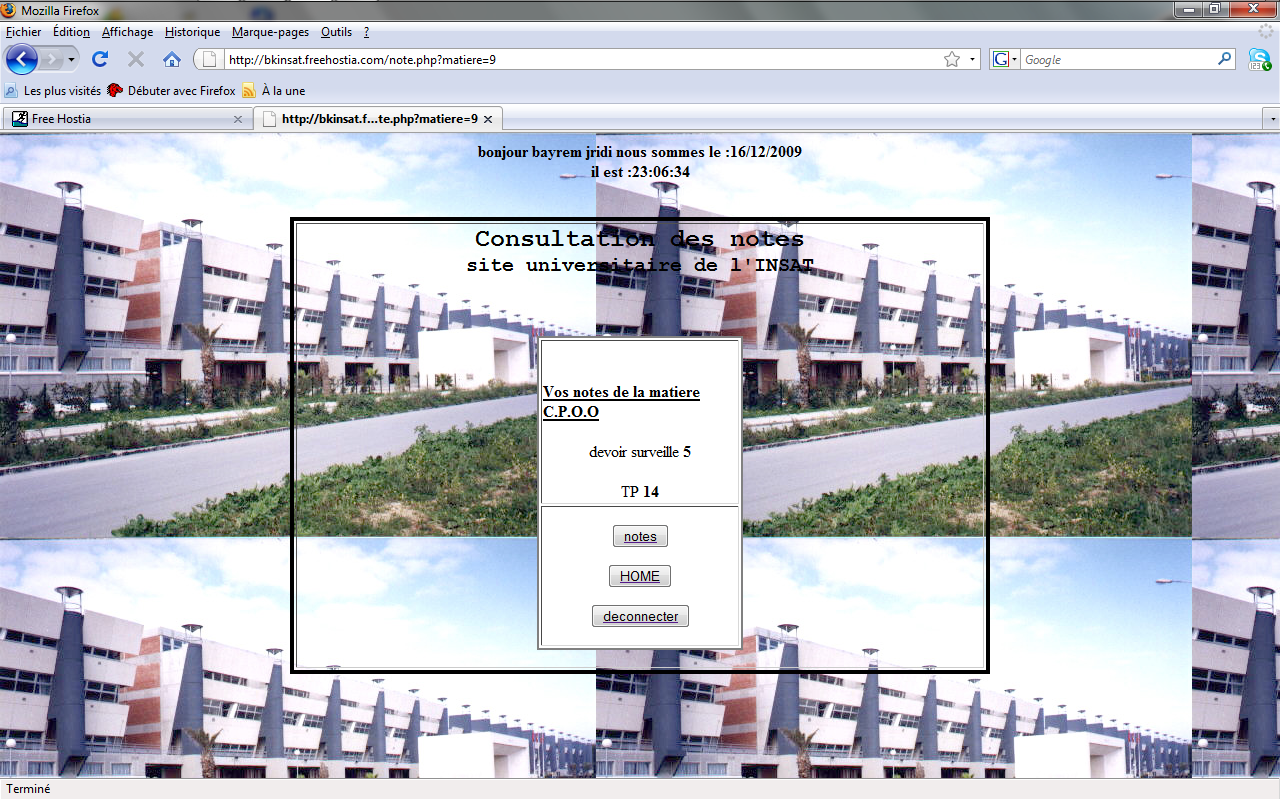 Mozilla Firefox
Fichier Édition Affichage Historique Marque-pages Outils ?
http://bkinsat.freehostia.com/note.php?matiere=9
G Google
Les plus visités Débuter avec Firefox À la une
Free Hostia http://bkinsat.f...te.php?matiere=9
bonjour bayrem jridi nous sommes le :16/12/2009
il est :23:06:34
Consultation des notes
site universitaire de l'INSAT
Vos notes de la matiere
C.P.O.O
devoir surveille 5
TP 14
notes
HOME
deconnecter
Terminé